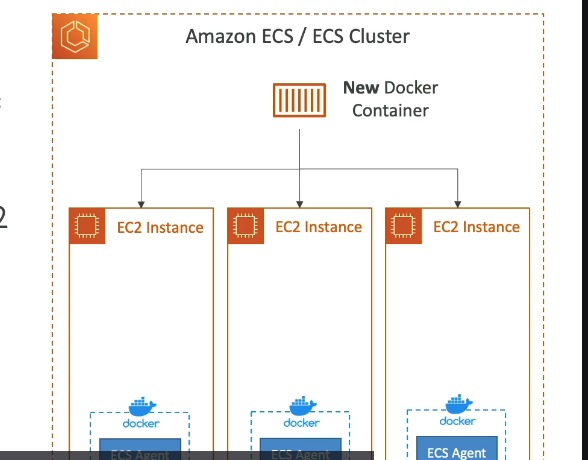 Amazon ECS / ECS Cluster
New Docker
Container
2
EC2 Instance
EC2 Instance
EC2 Instance
docker
docker
docker
ECS Agent
ECS Agent
ECS Agent